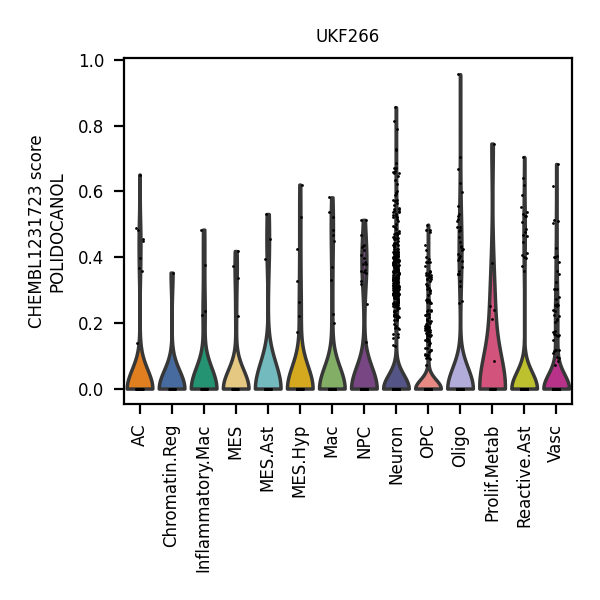 UKF266
CHEMBL1231723 score
POLIDOCANOL
1.0
0.8
0.6
0.4
0.2
0.0
AC
Chromatin.Reg
Inflammatory.Mac
MES
MES.Ast
MES.Hyp
Mac
NPC
Neuron
OPC
Oligo
Prolif.Metab
Reactive.Ast
Vasc